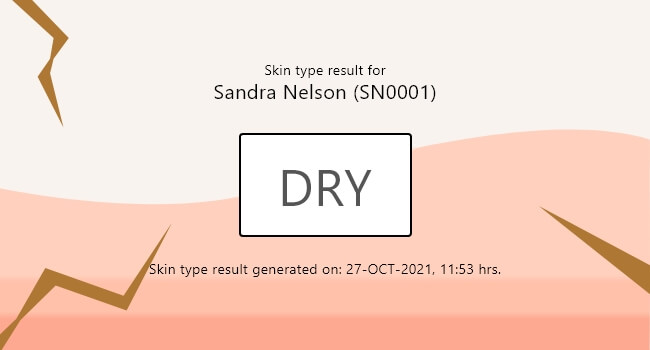 Skin type result for
Sandra Nelson (SN0001)
DRY
Skin type result generated on: 27-OCT-2021, 11:53 hrs.